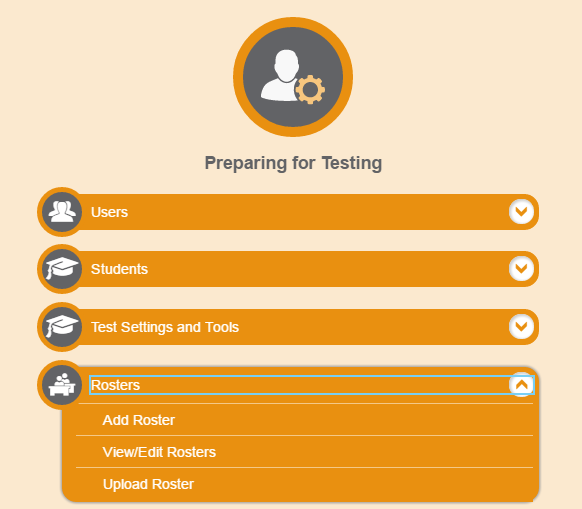 Preparing for Testing
Users
Students
Test Settings and Tools
Rosters
Add Roster
View/Edit Rosters
Upload Roster